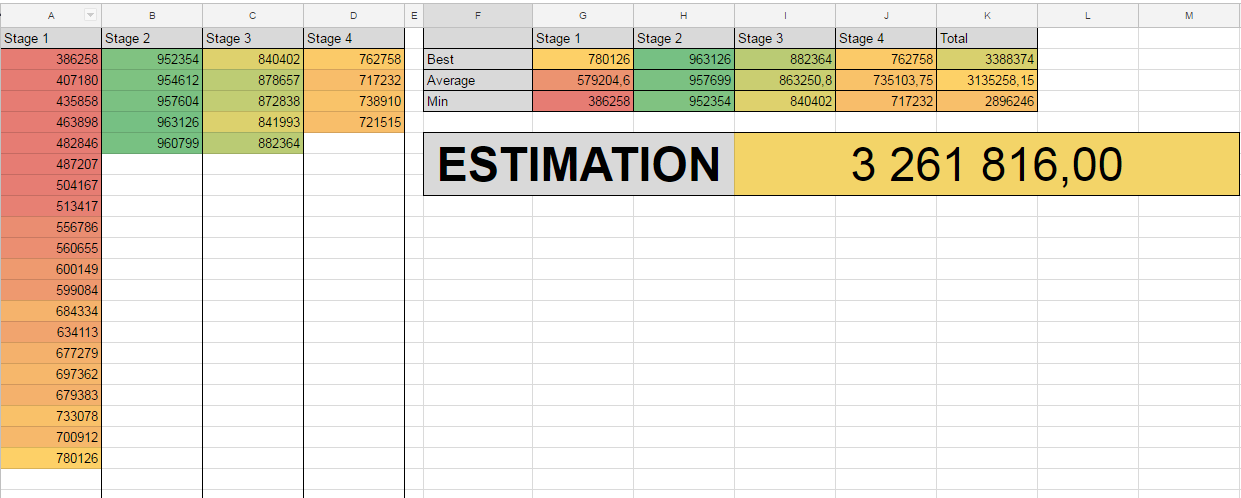 A B C D E F G H I J K L M
Stage 1 Stage 2 Stage 3 Stage 4 Stage 1 Stage 2 Stage 3 Stage 4 Total
386258 952354 840402 762758 Best 780126 963126 882364 762758 3388374
407180 954612 878657 717232 Average 579204,6 957699 863250,8 735103,75 3135258,15
435858 957604 872838 738910 Min 386258 952354 840402 717232 2896246
463898 963126 841993 721515
482846 960799 882364
ESTIMATION 3 261 816,00
487207
504167
513417
556786
560655
600149
599084
684334
634113
677279
697362
679383
733078
700912
780126